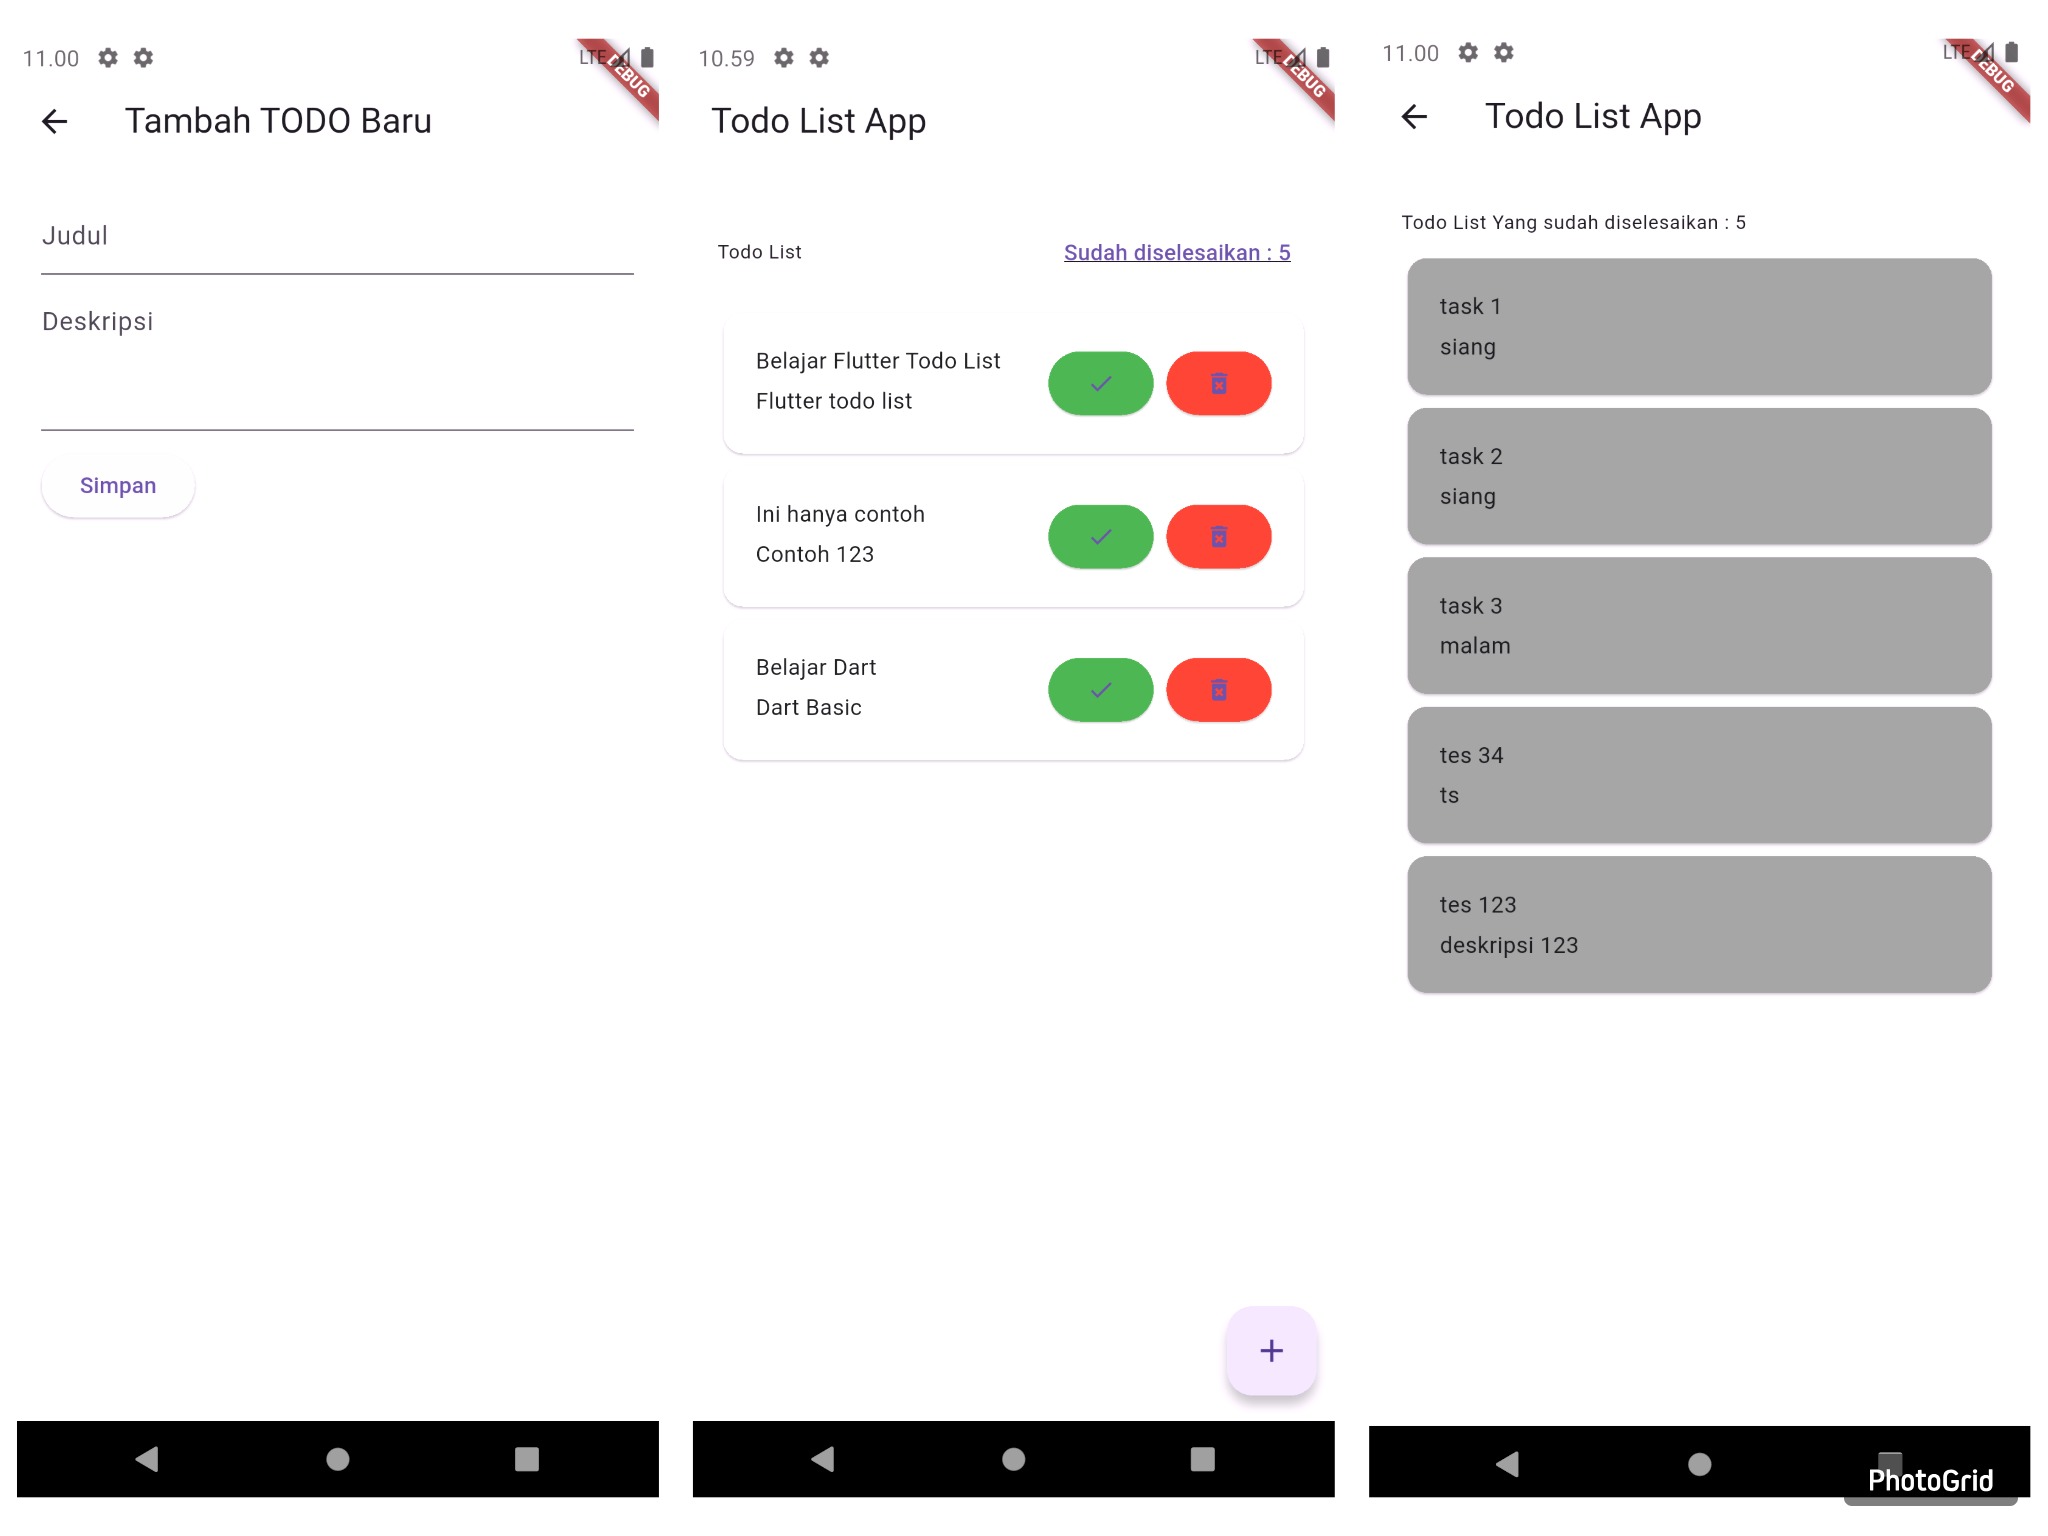 11.00
LTE
DEBUG
Tambah TODO Baru
Judul
Deskripsi
Simpan
10.59
LTE
DEBUG
Todo List App
Todo List
Sudah diselesaikan : 5
Belajar Flutter Todo List
Flutter todo list
Ini hanya contoh
Contoh 123
Belajar Dart
Dart Basic
11.00
LTE
DEBUG
Todo List App
Todo List Yang sudah diselesaikan : 5
task 1
siang
task 2
siang
task 3
malam
tes 34
ts
tes 123
deskripsi 123
PhotoGrid